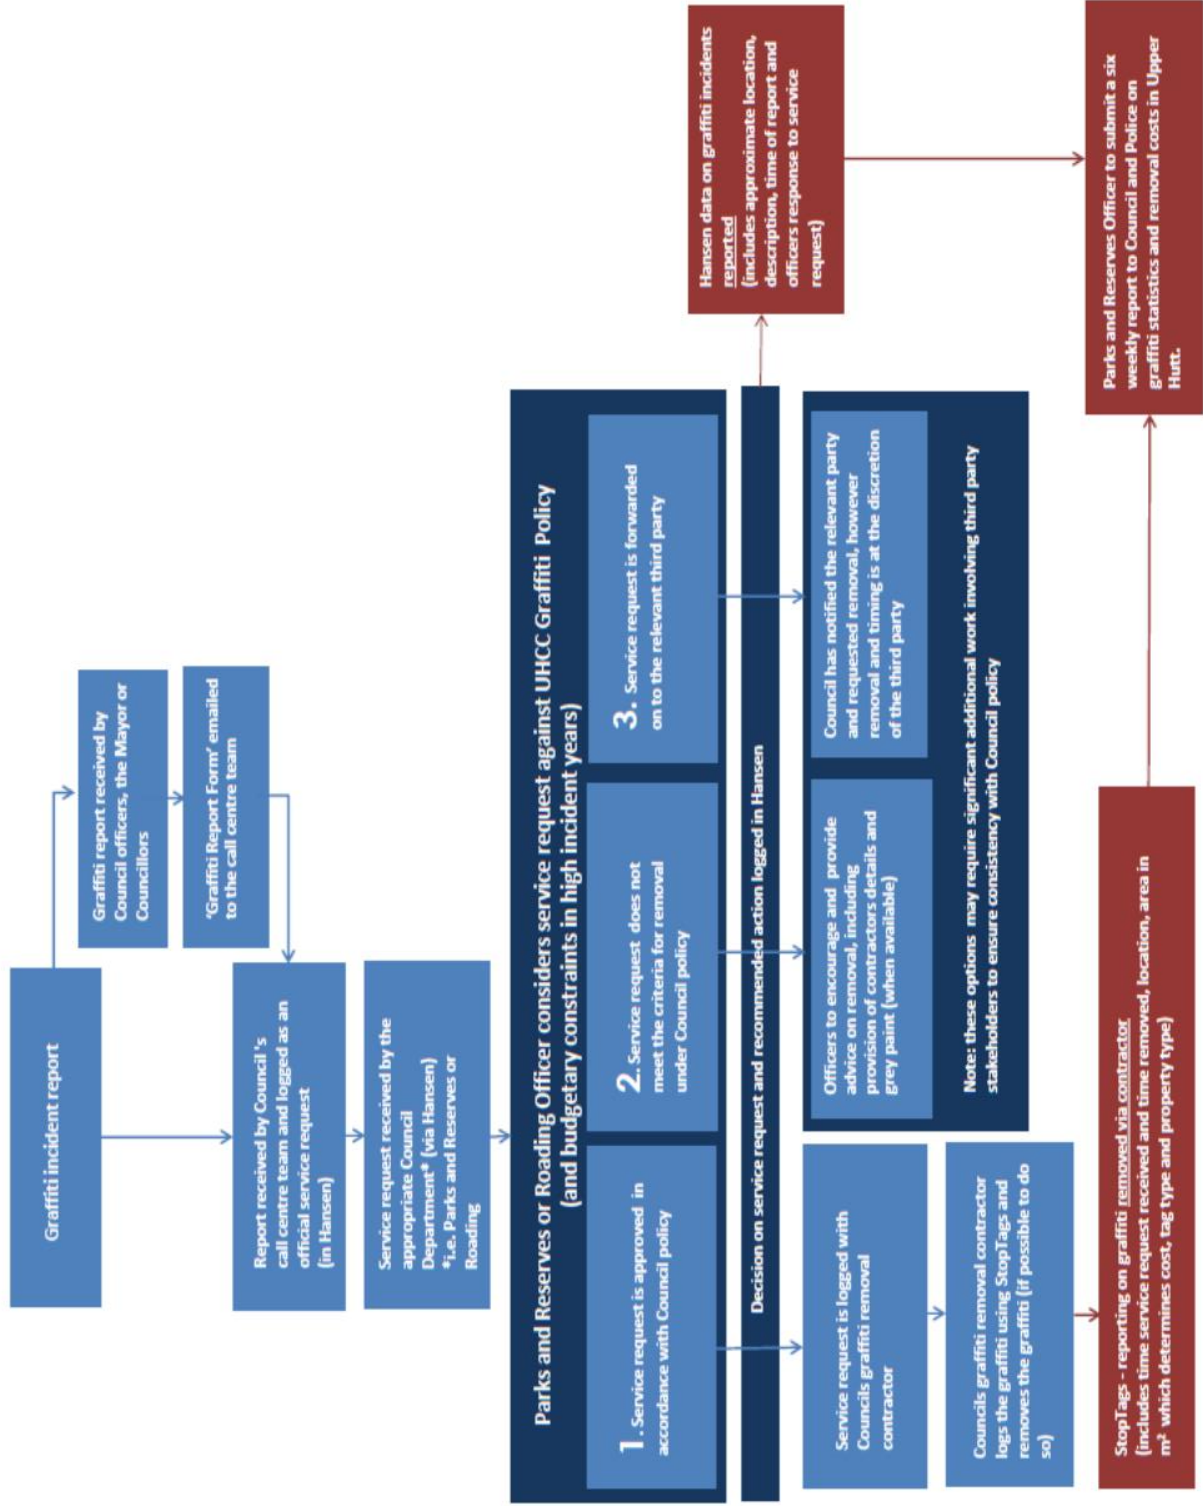 Graffiti incident report
Graffiti report received by
Council officers, the Mayor or
Councillors
‘Graffiti Report Form’ emailed
to the call centre team
Report received by Council 's
call centre team and logged as an
official service request
(in Hansen)
Service request received by the
appropriate Council
Department* (via Hansen)
*i.e. Parks and Reserves or
Roading
Parks and Reserves or Roading Officer considers service request against UHCC Graffiti Policy
(and budgetary constraints in high incident years)
1. Service request is approved in
accordance with Council policy
2. Service request does not
meet the criteria for removal
under Council policy
3. Service request is forwarded
on to the relevant third party
Decision on service request and recommended action logged in Hansen
Hansen data on graffiti incidents
reported
(includes approximate location,
description, time of report and
officers response to service
request)
Service request is logged with
Councils graffiti removal
contractor
Officers to encourage and provide
advice on removal, including
provision of contractors details and
grey paint (when available)
Council has notified the relevant party
and requested removal, however
removal and timing is at the discretion
of the third party
Note: these options may require significant additional work involving third party
stakeholders to ensure consistency with Council policy
Councils graffiti removal contractor
logs the graffiti using StopTags and
removes the graffiti (if possible to do
so)
StopTags - reporting on graffiti removed via contractor
(includes time service request received and time removed, location, area in
m² which determines cost, tag type and property type)
Parks and Reserves Officer to submit a six
weekly report to Council and Police on
graffiti statistics and removal costs in Upper
Hutt.